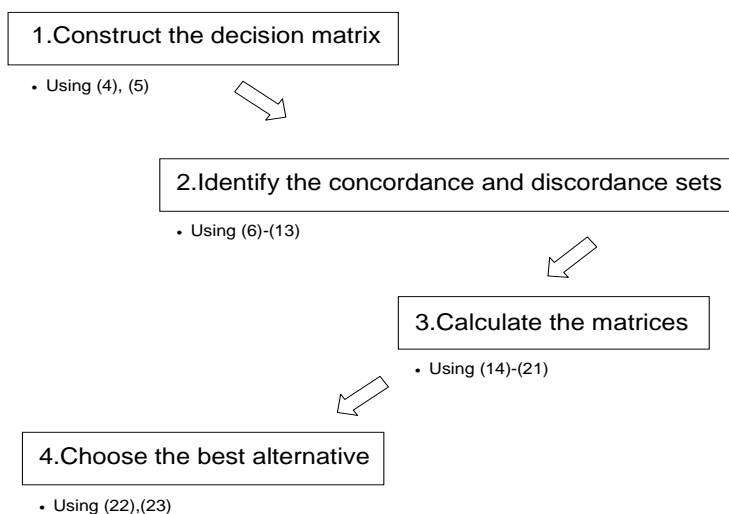 1.Construct the decision matrix
• Using (4), (5)
2.Identify the concordance and discordance sets
• Using (6)-(13)
3.Calculate the matrices
• Using (14)-(21)
4.Choose the best alternative
• Using (22),(23)